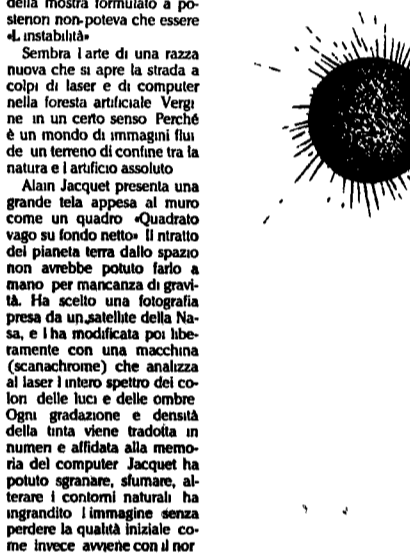 della mostra formulato a po-
sterion non poteva che essere
«L instabilità»
Sembra l arte di una razza
nuova che si apre la strada a
colpi di laser e di computer
nella foresta artificiale Vergi
ne in un certo senso Perché
è un mondo di immagini flui
de un terreno di confine tra la
natura e l artificio assoluto
Alain Jacquet presenta una
grande tela appesa al muro
come un quadro «Quadrato
vago su fondo netto» Il ritratto
del pianeta terra dallo spazio
non avrebbe potuto farlo a
mano per mancanza di gravi-
tà. Ha scelto una fotografia
presa da un satellite della Na-
sa, e l ha modificata poi libe-
ramente con una macchina
(scanachrome) che analizza
al laser l intero spettro dei co-
lori delle luci e delle ombre
Ogni gradazione e densità
della tinta viene tradotta in
numeri e affidata alla memo-
ria del computer Jacquet ha
potuto sgranare, sfumare, al-
terare i contorni naturali ha
ingrandito l immagine senza
perdere la qualità iniziale co-
me invece avviene con il nor